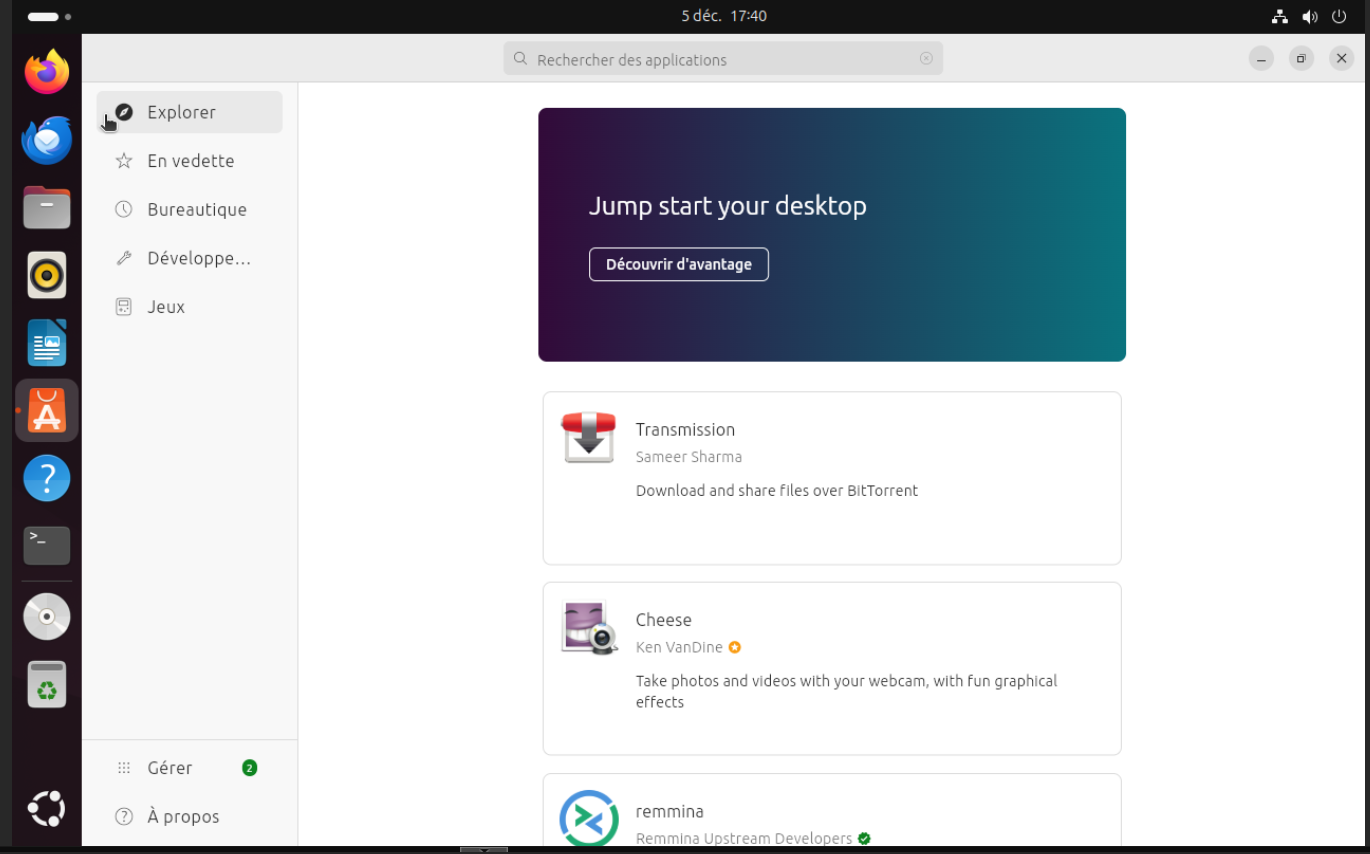 5 déc. 17:40
Rechercher des applications
Explorer
En vedette
Bureautique
Développe...
Jeux
Gérer 2
À propos
Jump start your desktop
Découvrir d'avantage
Transmission
Sameer Sharma
Download and share files over BitTorrent
Cheese
Ken VanDine
Take photos and videos with your webcam, with fun graphical
effects
remmina
Remmina Upstream Developers